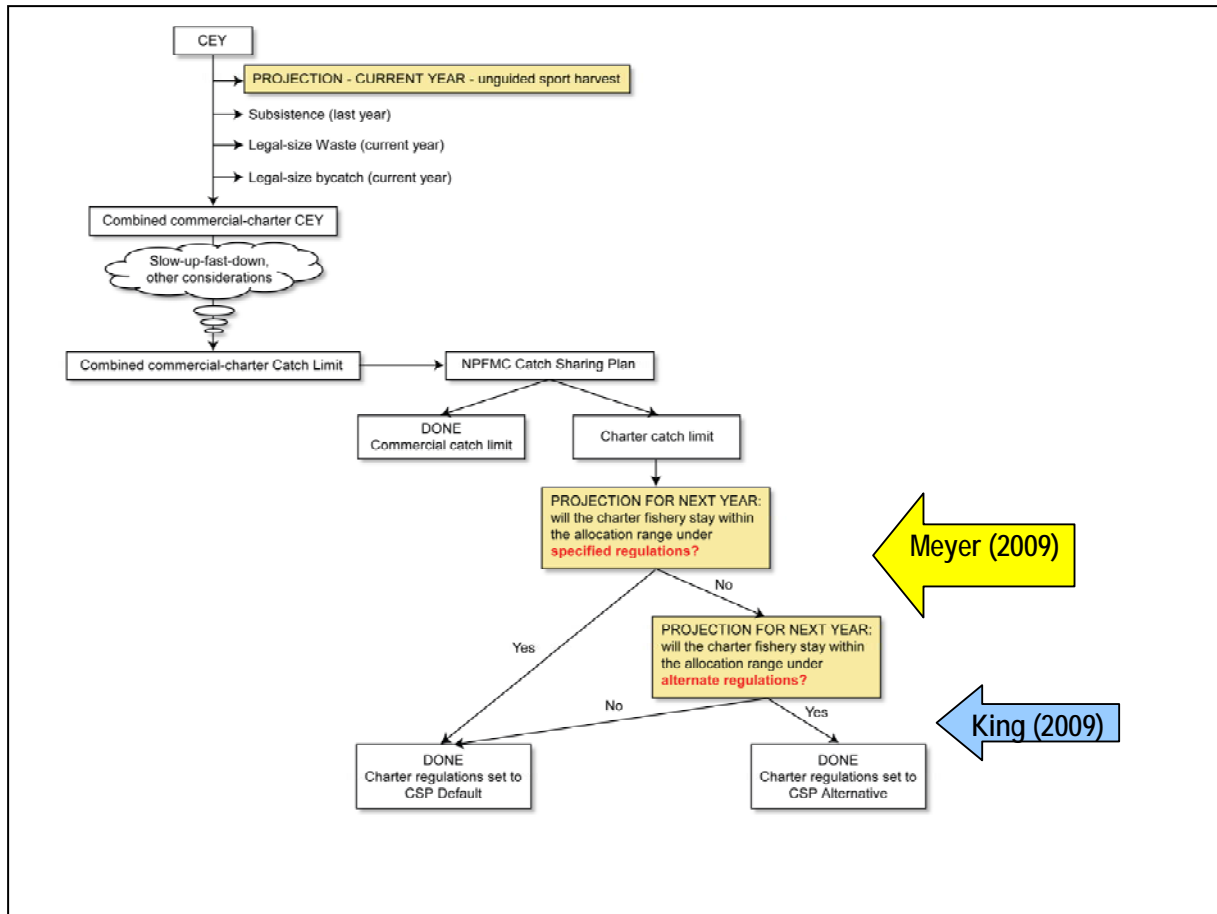 CEY
PROJECTION - CURRENT YEAR - unguided sport harvest
Subsistence (last year)
Legal-size Waste (current year)
Legal-size bycatch (current year)
Combined commercial-charter CEY
Slow-up-fast-down,
other considerations
Combined commercial-charter Catch Limit
NPFMC Catch Sharing Plan
DONE
Commercial catch limit
Charter catch limit
PROJECTION FOR NEXT YEAR:
will the charter fishery stay within
the allocation range under
specified regulations?
Meyer (2009)
No
Yes
PROJECTION FOR NEXT YEAR:
will the charter fishery stay within
the allocation range under
alternate regulations?
No
Yes
King (2009)
DONE
Charter regulations set to
CSP Default
DONE
Charter regulations set to
CSP Alternative